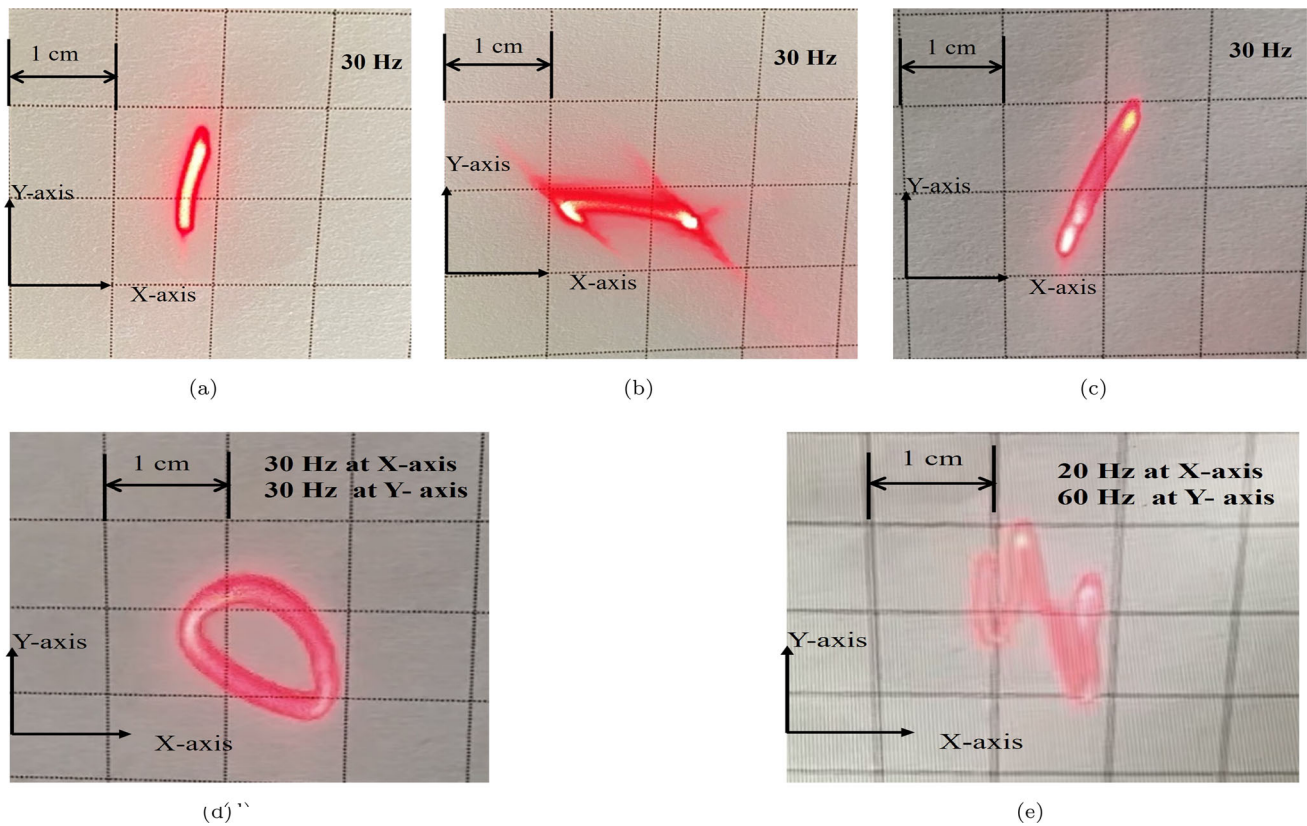 1 cm
30 Hz
Y-axis
X-axis
(a)
1 cm
30 Hz
Y-axis
X-axis
(b)
1 cm
30 Hz
Y-axis
X-axis
(c)
1 cm
30 Hz at X-axis
30 Hz at Y- axis
Y-axis
X-axis
(d)
1 cm
20 Hz at X-axis
60 Hz at Y- axis
Y-axis
X-axis
(e)